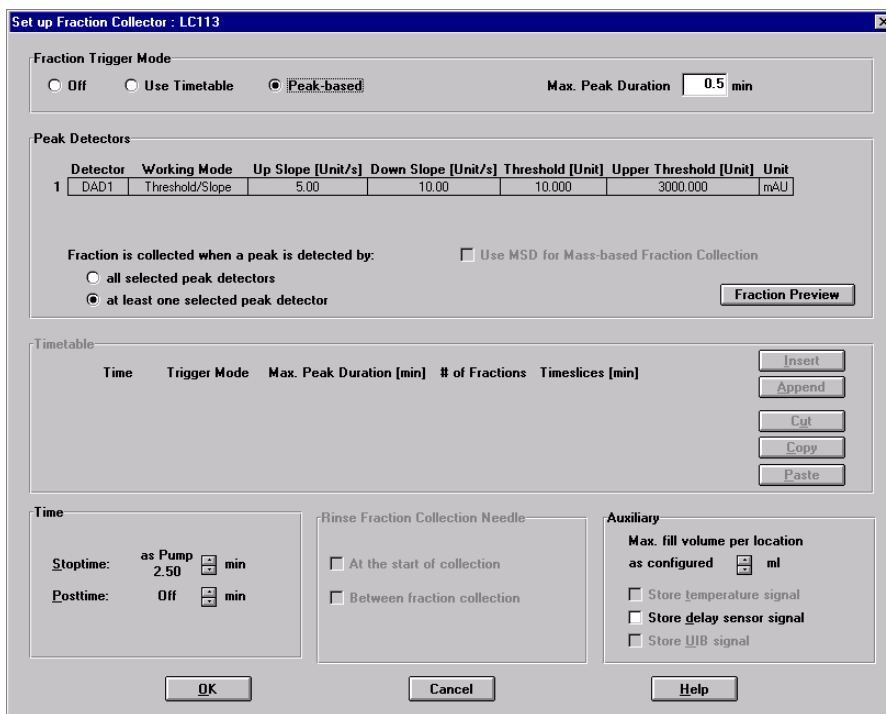 Set up Fraction Collector : LC113
Fraction Trigger Mode
Off Use Timetable Peak-based Max. Peak Duration 0.5 min
Peak Detectors
Detector Working Mode Up Slope [Unit/s] Down Slope [Unit/s] Threshold [Unit] Upper Threshold [Unit] Unit
1 DAD1 Threshold/Slope 5.00 10.00 10.000 3000.000 mAU
Fraction is collected when a peak is detected by: Use MSD for Mass-based Fraction Collection
all selected peak detectors
at least one selected peak detector
Fraction Preview
Timetable
Time Trigger Mode Max. Peak Duration [min] # of Fractions Timeslices [min]
Insert
Append
Cut
Copy
Paste
Time
Stoptime: as Pump 2.50 min
Posttime: Off min
Rinse Fraction Collection Needle
At the start of collection
Between fraction collection
Auxiliary
Max. fill volume per location
as configured ml
Store temperature signal
Store delay sensor signal
Store UIB signal
OK Cancel Help